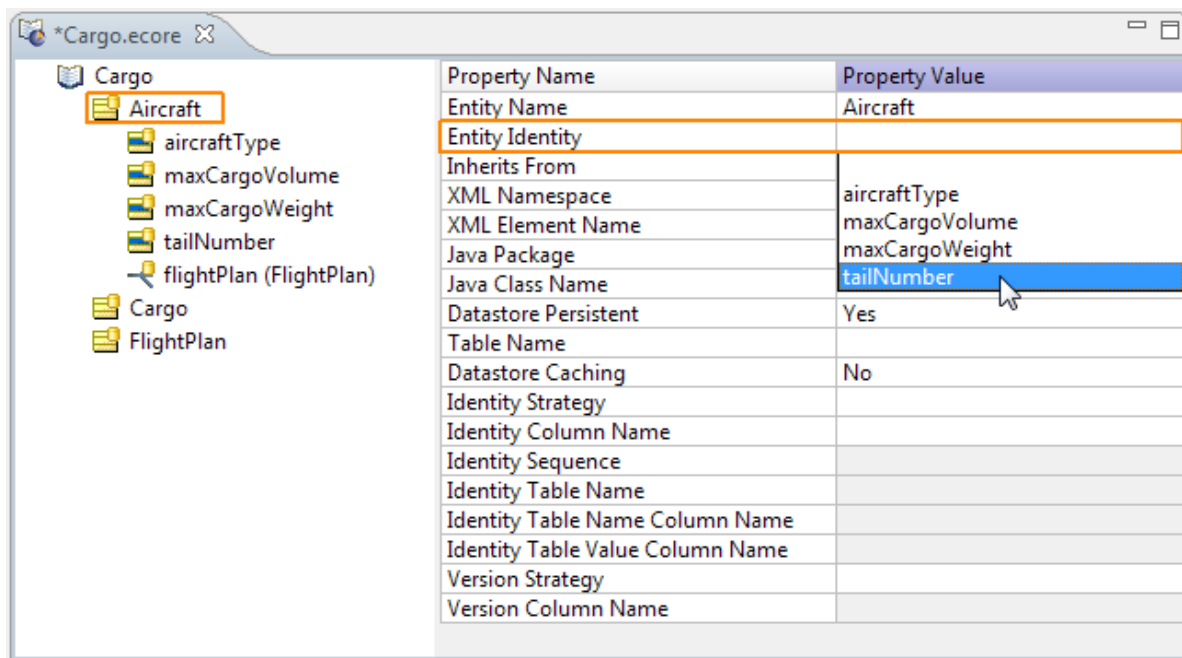 *Cargo.ecore
Cargo
Aircraft
aircraftType
maxCargoVolume
maxCargoWeight
tailNumber
flightPlan (FlightPlan)
Cargo
FlightPlan
Property Name Property Value
Entity Name Aircraft
Entity Identity
Inherits From
XML Namespace aircraftType
XML Element Name maxCargoVolume
Java Package maxCargoWeight
Java Class Name tailNumber
Datastore Persistent Yes
Table Name
Datastore Caching No
Identity Strategy
Identity Column Name
Identity Sequence
Identity Table Name
Identity Table Name Column Name
Identity Table Value Column Name
Version Strategy
Version Column Name